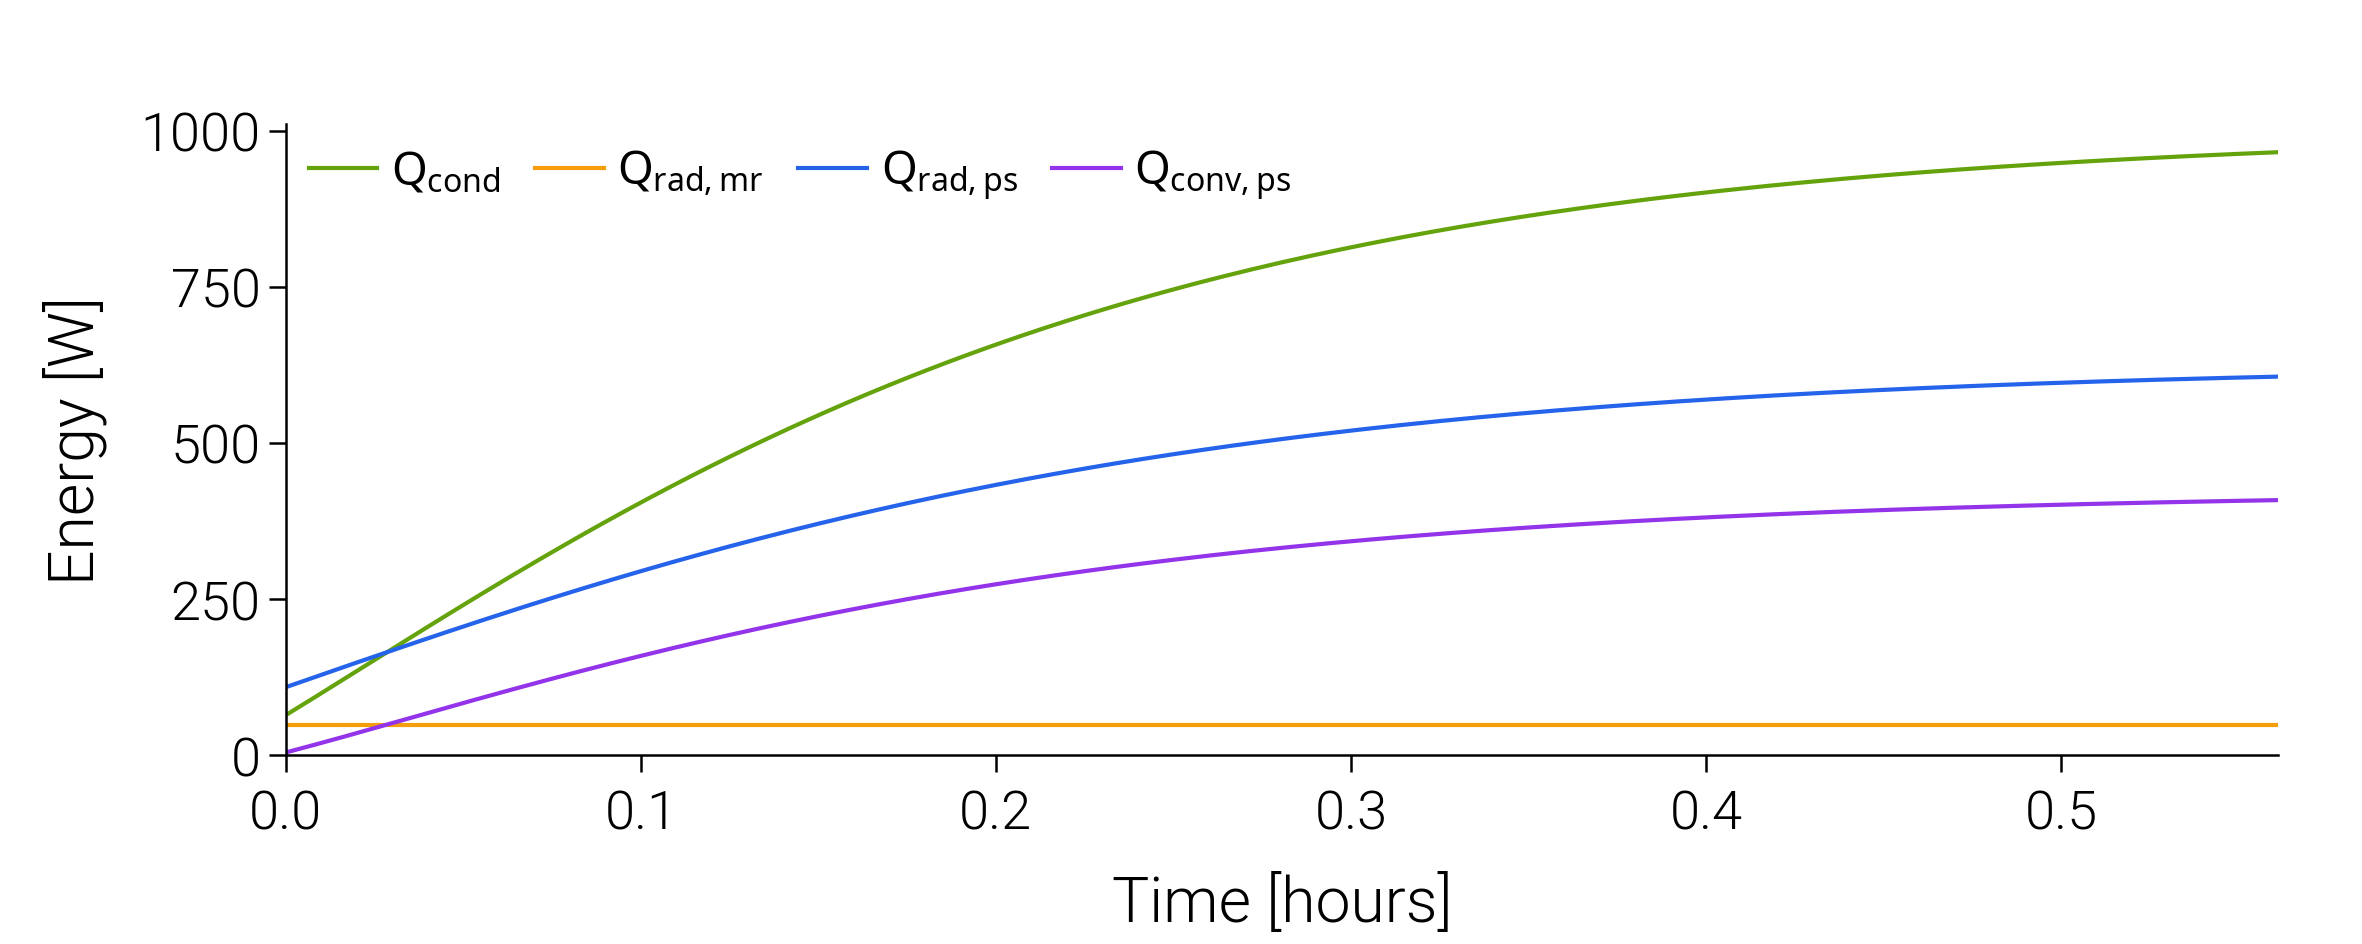 1000
Qcond Qrad, mr Qrad, ps Qconv, ps
750
500
250
0
Energy [W]
0.0 0.1 0.2 0.3 0.4 0.5
Time [hours]